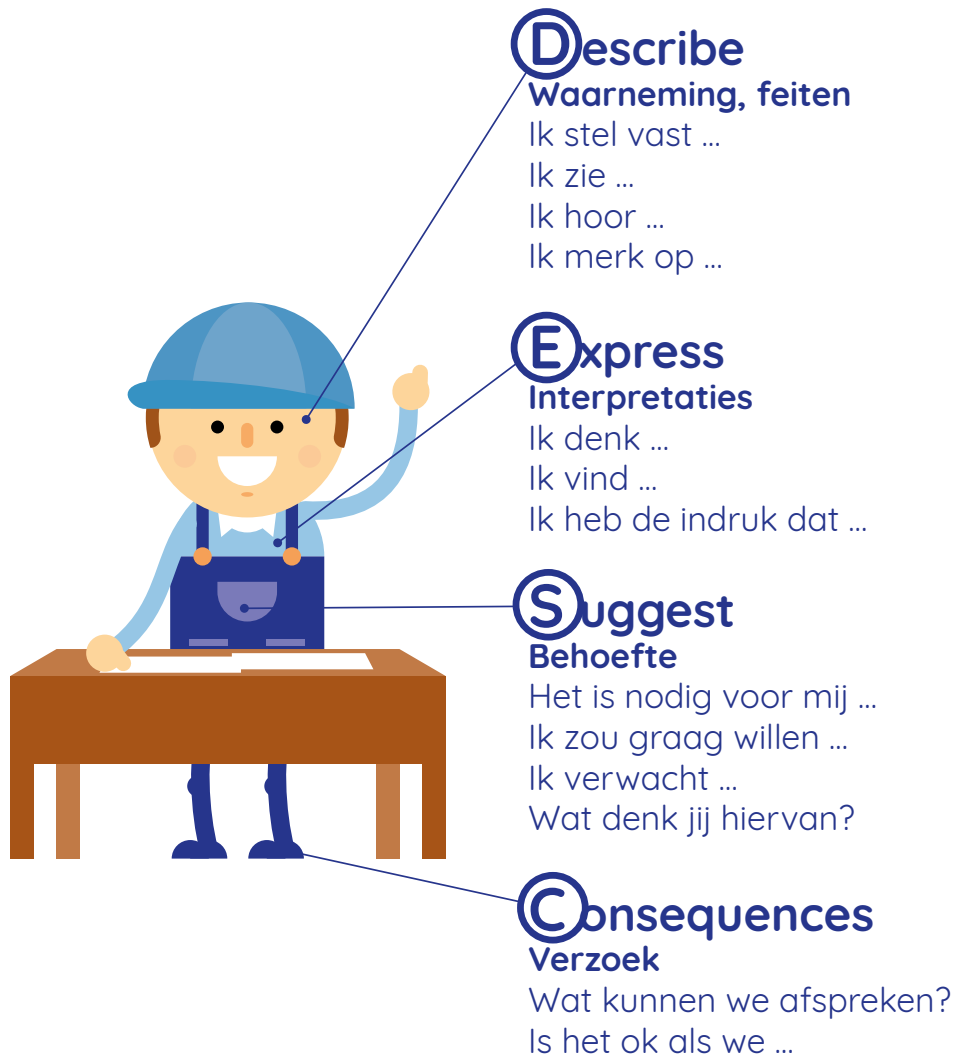 Describe
Waarneming, feiten
Ik stel vast ...
Ik zie ...
Ik hoor ...
Ik merk op ...
Express
Interpretaties
Ik denk ...
Ik vind ...
Ik heb de indruk dat ...
Suggest
Behoefte
Het is nodig voor mij ...
Ik zou graag willen ...
Ik verwacht ...
Wat denk jij hiervan?
Consequences
Verzoek
Wat kunnen we afspreken?
Is het ok als we ...